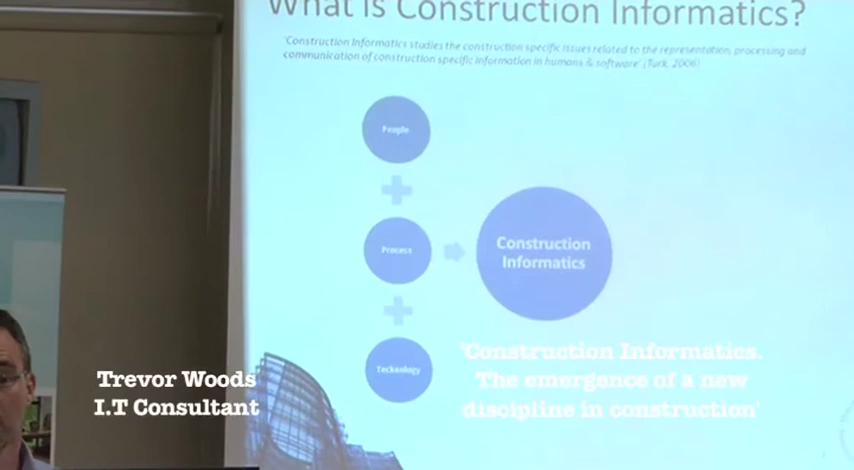 What is Construction Informatics?
'Construction Informatics studies the construction specific issues related to the representation, processing and
communication of construction specific information in humans & software' (Turk, 2006)
People
Process
Construction
Informatics
Technology
Trevor Woods
I.T Consultant
'Construction Informatics.
The emergence of a new
discipline in construction'